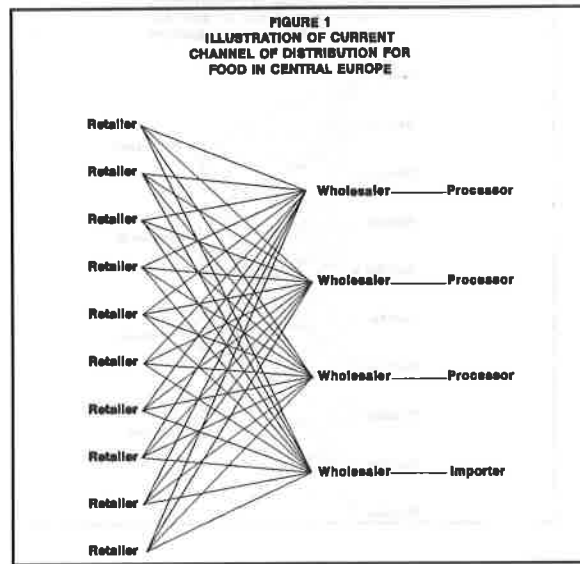 FIGURE 1
ILLUSTRATION OF CURRENT
CHANNEL OF DISTRIBUTION FOR
FOOD IN CENTRAL EUROPE
Retailer
Retailer
Wholesaler Processor
Retailer
Retailer
Wholesaler Processor
Retailer
Retailer
Wholesaler Processor
Retailer
Retailer
Wholesaler Importer
Retailer
Retailer